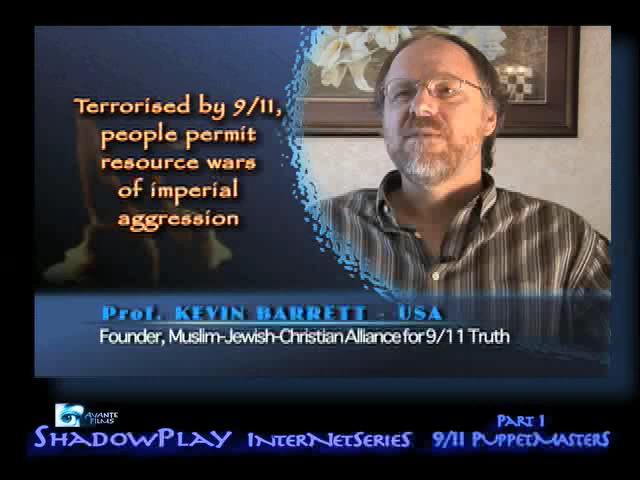 Terrorised by 9/11,
people permit
resource wars
of imperial
aggression
Prof. KEVIN BARRETT - USA
Founder, Muslim-Jewish-Christian Alliance for 9/11 Truth
AVANTE
FILMS
SHADOWPLAY INTERNETSERIES
PART 1
9/11 PUPPETMASTERS